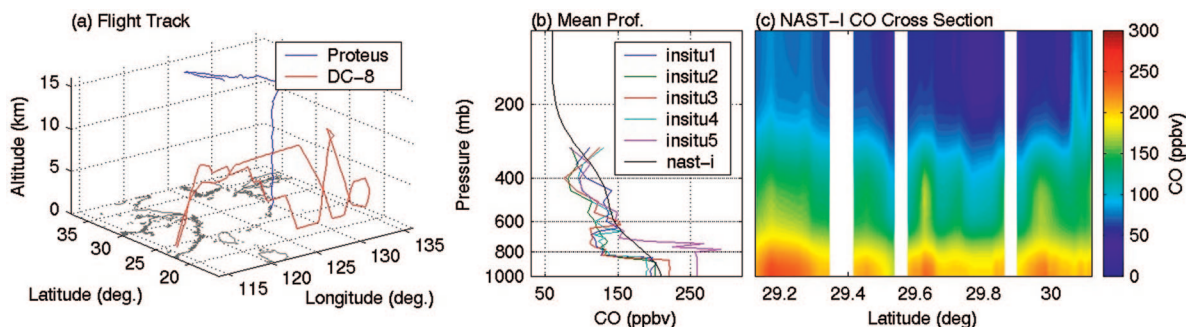 (a) Flight Track
Proteus
DC-8
15
10
5
0
Altitude (km)
35
30
25
20
Latitude (deg.)
115
120
125
130
135
Longitude (deg.)
(b) Mean Prof.
insitu1
insitu2
insitu3
insitu4
insitu5
nast-i
200
400
600
800
1000
Pressure (mb)
50
150
250
CO (ppbv)
(c) NAST-I CO Cross Section
29.2
29.4
29.6
29.8
30
Latitude (deg)
300
250
200
150
100
50
0
CO (ppbv)